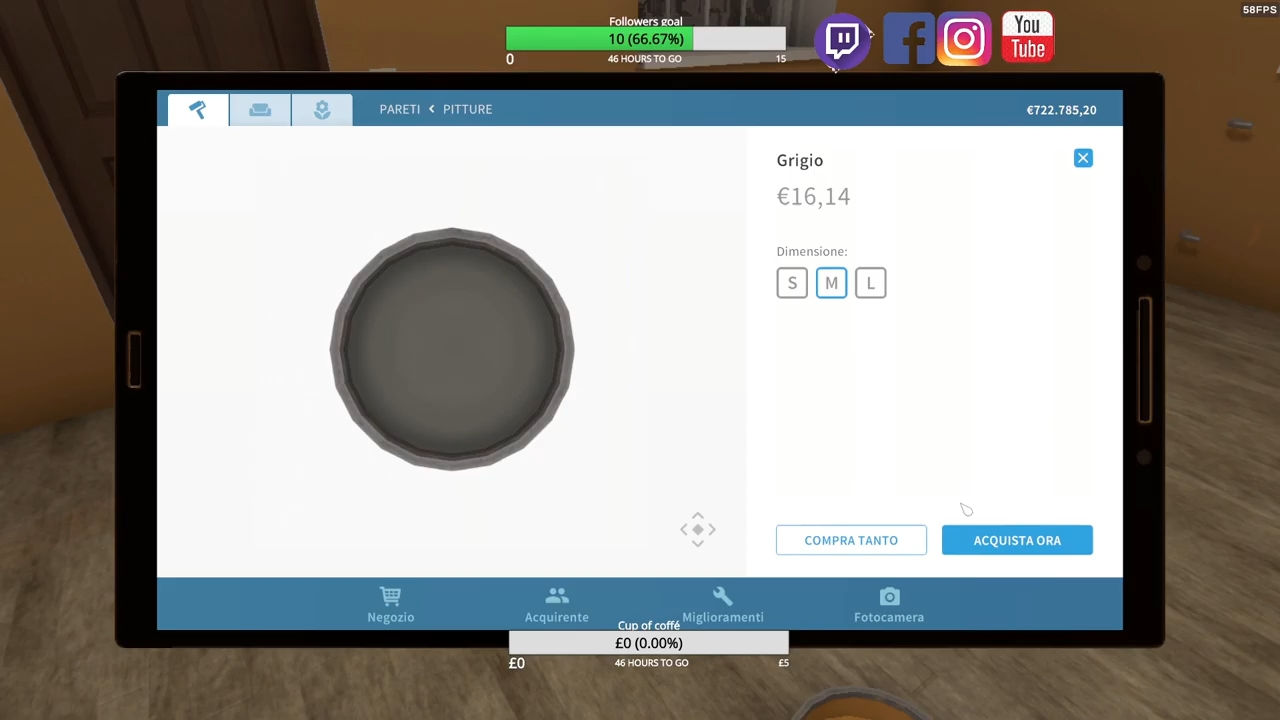 58FPS
Followers goal
10 (66.67%)
0 46 HOURS TO GO 15
You
Tube
PARETI < PITTURE €722.785,20
Grigio
€16,14
Dimensione:
S M L
COMPRA TANTO ACQUISTA ORA
Negozio Acquirente Miglioramenti Fotocamera
Cup of coffé
£0 (0.00%)
£0 46 HOURS TO GO £5